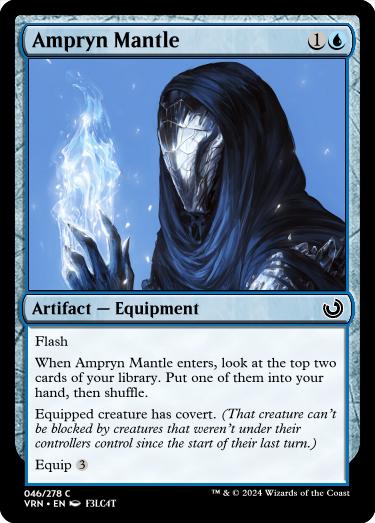 Ampryn Mantle 1
Artifact — Equipment
Flash
When Ampryn Mantle enters, look at the top two
cards of your library. Put one of them into your
hand, then shuffle.
Equipped creature has covert. (That creature can't
be blocked by creatures that weren't under their
controllers control since the start of their last turn.)
Equip 3
046/278 C
VRN • EN F3LC4T
™ & © 2024 Wizards of the Coast